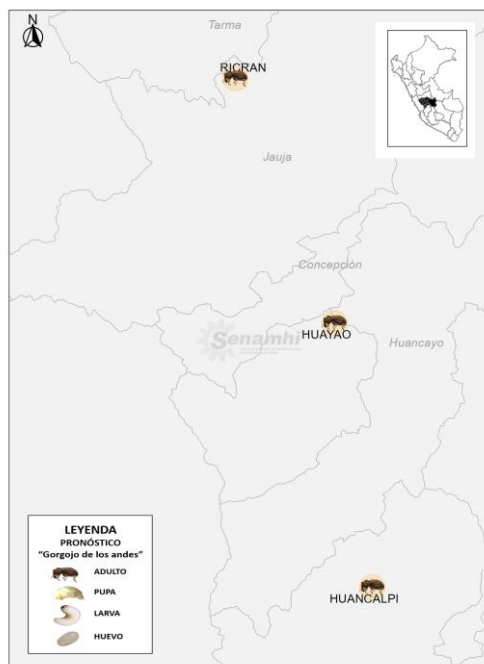 N
Tarma
RICRAN
Jauja
Concepción
Senamhi
HUAYAO
Huancayo
HUANCALPI
LEYENDA
PRONÓSTICO
“Gorgojo de los andes”
ADULTO
PUPA
LARVA
HUEVO